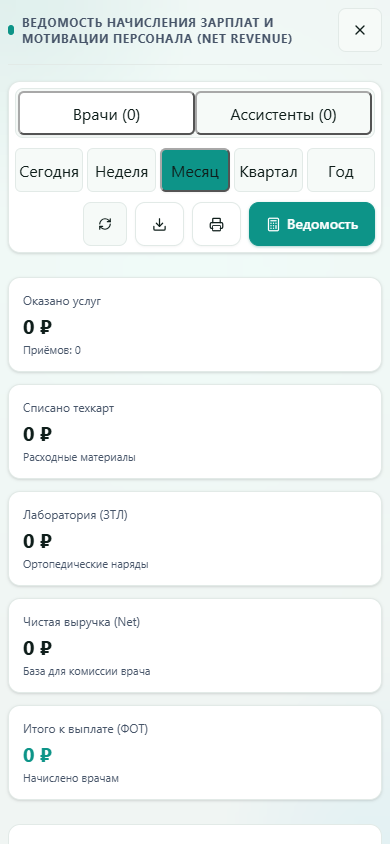 ВЕДОМОСТЬ НАЧИСЛЕНИЯ ЗАРПЛАТ И
МОТИВАЦИИ ПЕРСОНАЛА (NET REVENUE)
Врачи (0)
Ассистенты (0)
Сегодня
Неделя
Месяц
Квартал
Год
Ведомость
Оказано услуг
0 ₽
Приёмов: 0
Списано техкарт
0 ₽
Расходные материалы
Лаборатория (ЗТЛ)
0 ₽
Ортопедические наряды
Чистая выручка (Net)
0 ₽
База для комиссии врача
Итого к выплате (ФОТ)
0 ₽
Начислено врачам